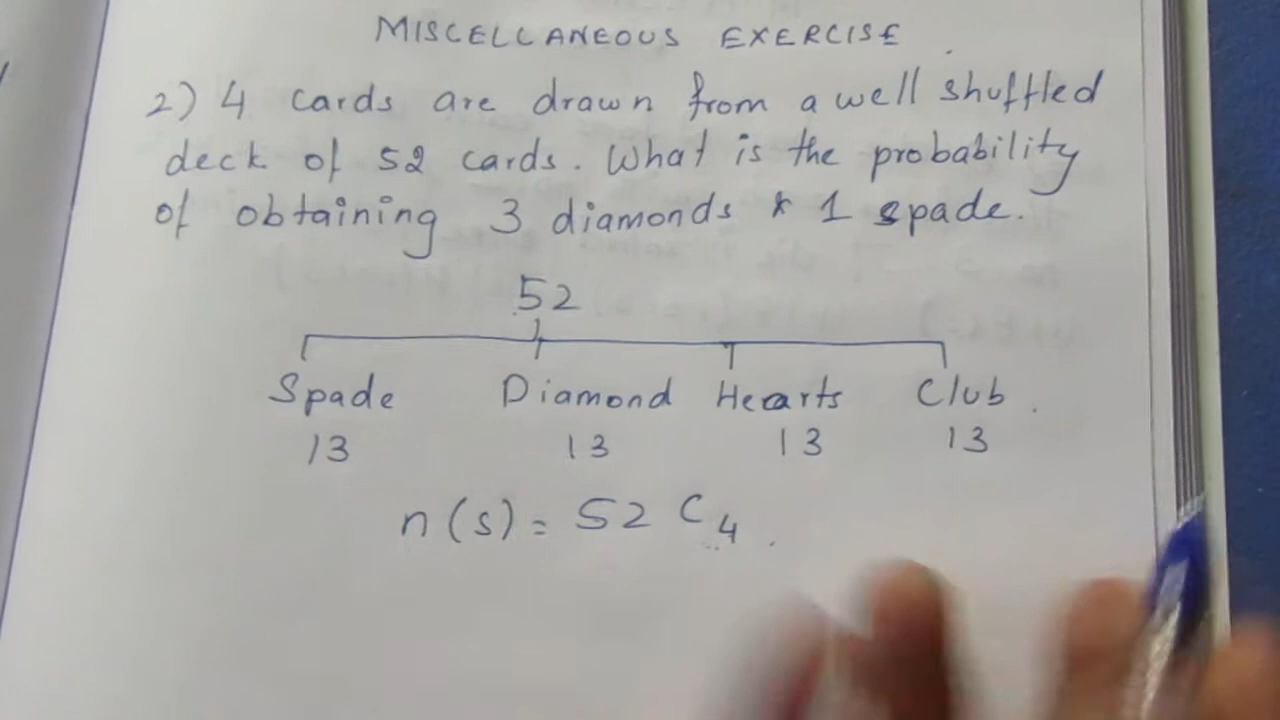 MISCELLANEOUS EXERCISE
2) 4 cards are drawn from a well shuffled
deck of 52 cards. What is the probability
of obtaining 3 diamonds & 1 spade.
52
Spade Diamond Hearts Club
13 13 13 13
n(s) = 52 C4